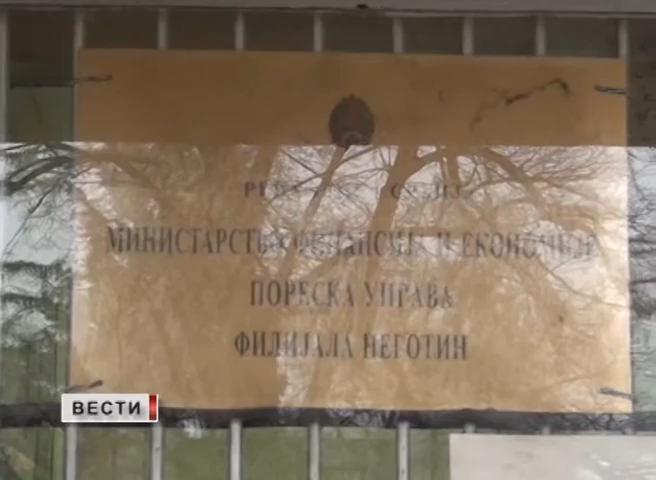 МИНИСТАРСТВО ФИНАНСИЈА И ЕКОНОМИЈЕ
ПОРЕСКА УПРАВА
ФИЛИЈАЛА НЕГОТИН
ВЕСТИ